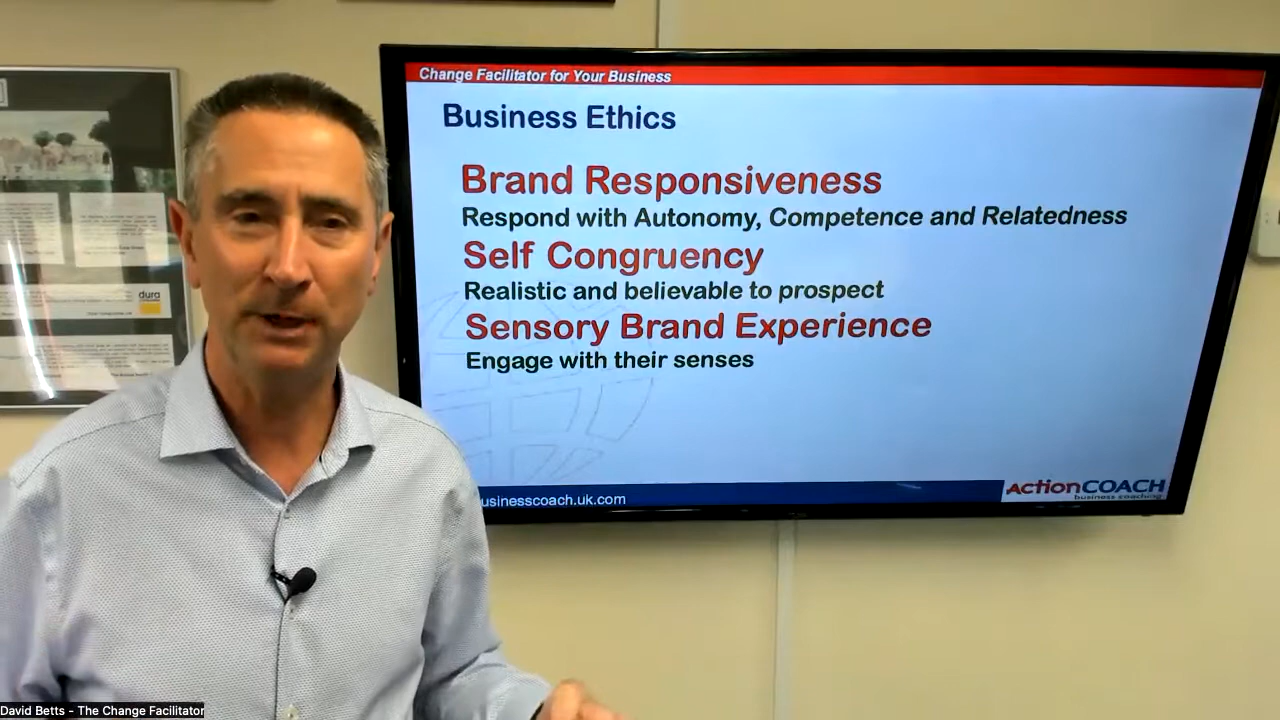 Change Facilitator for Your Business
Business Ethics
Brand Responsiveness
Respond with Autonomy, Competence and Relatedness
Self Congruency
Realistic and believable to prospect
Sensory Brand Experience
Engage with their senses
usinesscoach.uk.com
ActionCOACH
business coaching
dura
David Betts - The Change Facilitator